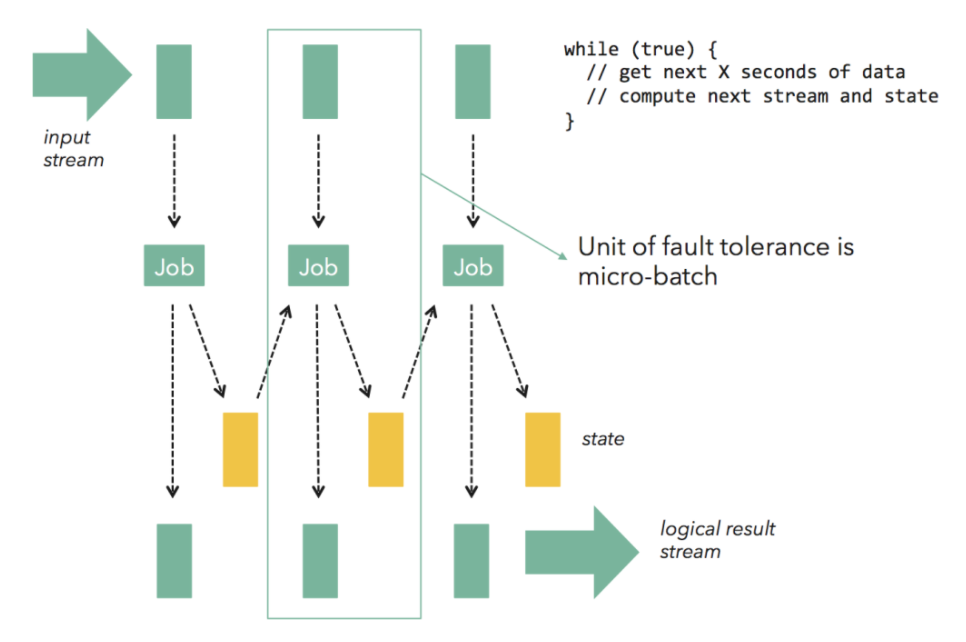 while (true) {
  // get next X seconds of data
  // compute next stream and state
}
input
stream
Job
Job
Job
Unit of fault tolerance is
micro-batch
state
logical result
stream